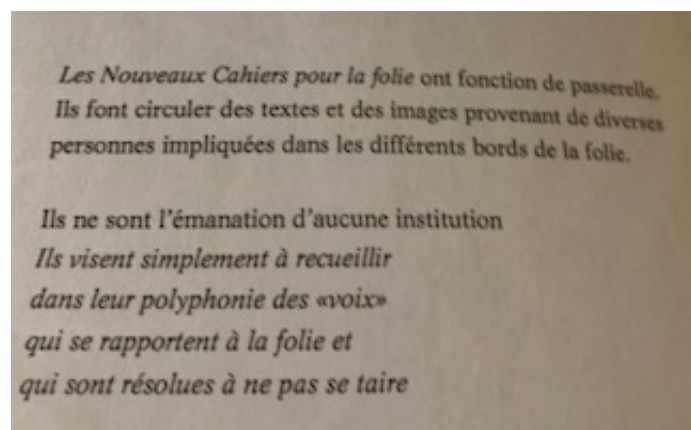 Les Nouveaux Cahiers pour la folie ont fonction de passerelle.
Ils font circuler des textes et des images provenant de diverses
personnes impliquées dans les différents bords de la folie.
Ils ne sont l'émanation d'aucune institution
Ils visent simplement à recueillir
dans leur polyphonie des «voix»
qui se rapportent à la folie et
qui sont résolues à ne pas se taire